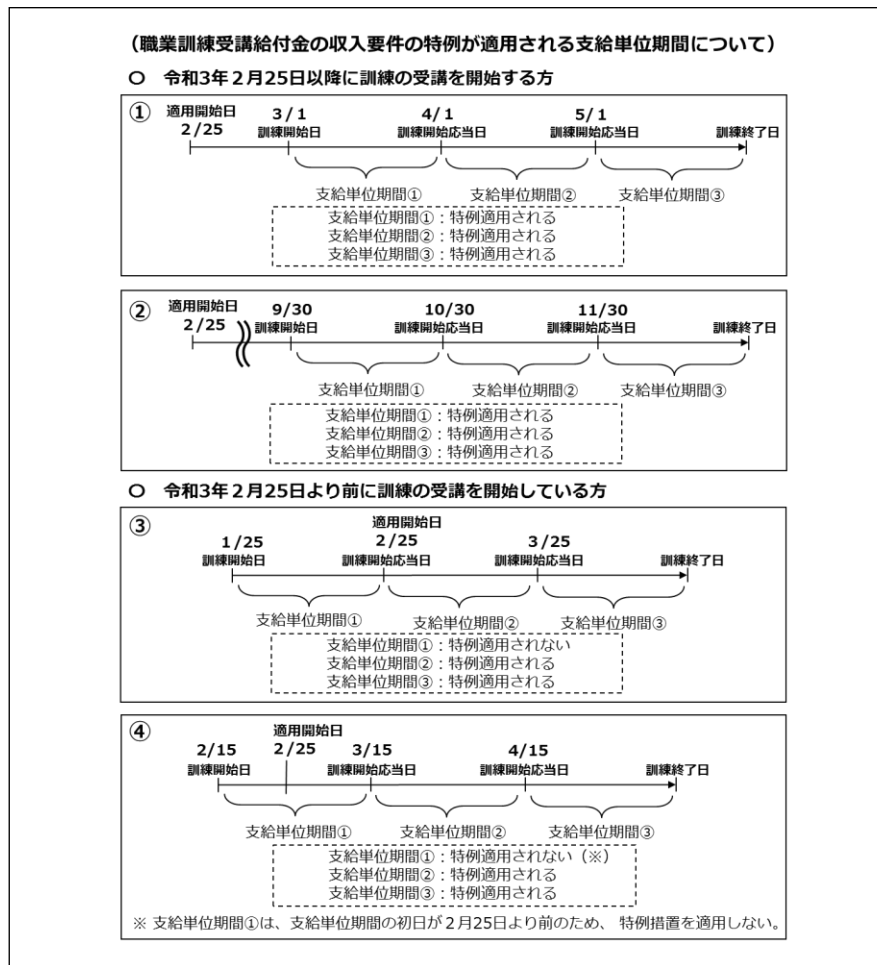 (職業訓練受講給付金の収入要件の特例が適用される支給単位期間について)
○ 令和3年2月25日以降に訓練の受講を開始する方
①
適用開始日 3/1 4/1 5/1
2/25 訓練開始日 訓練開始応当日 訓練開始応当日 訓練終了日
支給単位期間① 支給単位期間② 支給単位期間③
支給単位期間①：特例適用される
支給単位期間②：特例適用される
支給単位期間③：特例適用される
②
適用開始日 9/30 10/30 11/30
2/25 訓練開始日 訓練開始応当日 訓練開始応当日 訓練終了日
支給単位期間① 支給単位期間② 支給単位期間③
支給単位期間①：特例適用される
支給単位期間②：特例適用される
支給単位期間③：特例適用される
○ 令和3年2月25日より前に訓練の受講を開始している方
③
適用開始日
1/25 2/25 3/25
訓練開始日 訓練開始応当日 訓練開始応当日 訓練終了日
支給単位期間① 支給単位期間② 支給単位期間③
支給単位期間①：特例適用されない
支給単位期間②：特例適用される
支給単位期間③：特例適用される
④
適用開始日
2/15 2/25 3/15 4/15
訓練開始日 訓練開始応当日 訓練開始応当日 訓練終了日
支給単位期間① 支給単位期間② 支給単位期間③
支給単位期間①：特例適用されない（※）
支給単位期間②：特例適用される
支給単位期間③：特例適用される
※ 支給単位期間①は、支給単位期間の初日が２月25日より前のため、 特例措置を適用しない。